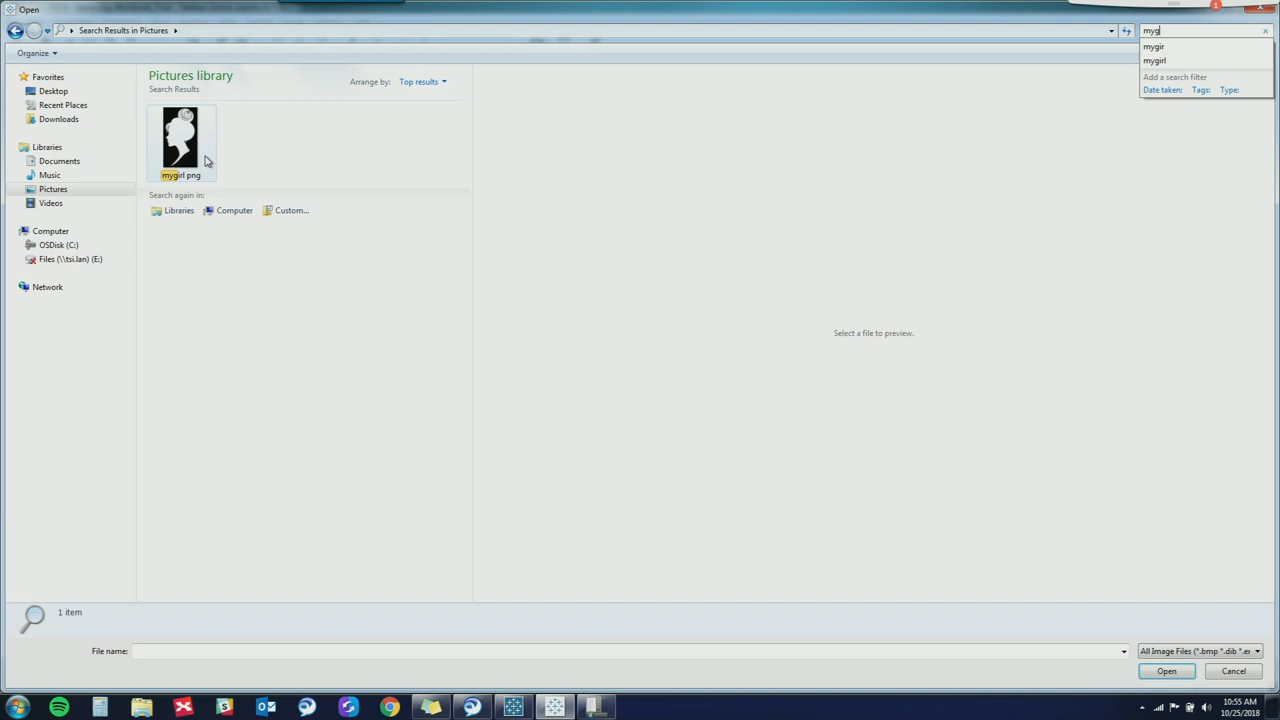 Open
Search Results in Pictures
myg
mygir
mygirl
Add a search filter
Date taken: Tags: Type:
Organize
Favorites
Desktop
Recent Places
Downloads
Libraries
Documents
Music
Pictures
Videos
Computer
OSDisk (C:)
Files (\\tsi.lan) (E:)
Network
Pictures library
Search Results
Arrange by: Top results
mygirl png
Search again in:
Libraries Computer Custom...
Select a file to preview.
1 item
File name:
All Image Files (*.bmp *.dib *.er
Open Cancel
10:55 AM
10/25/2018
1